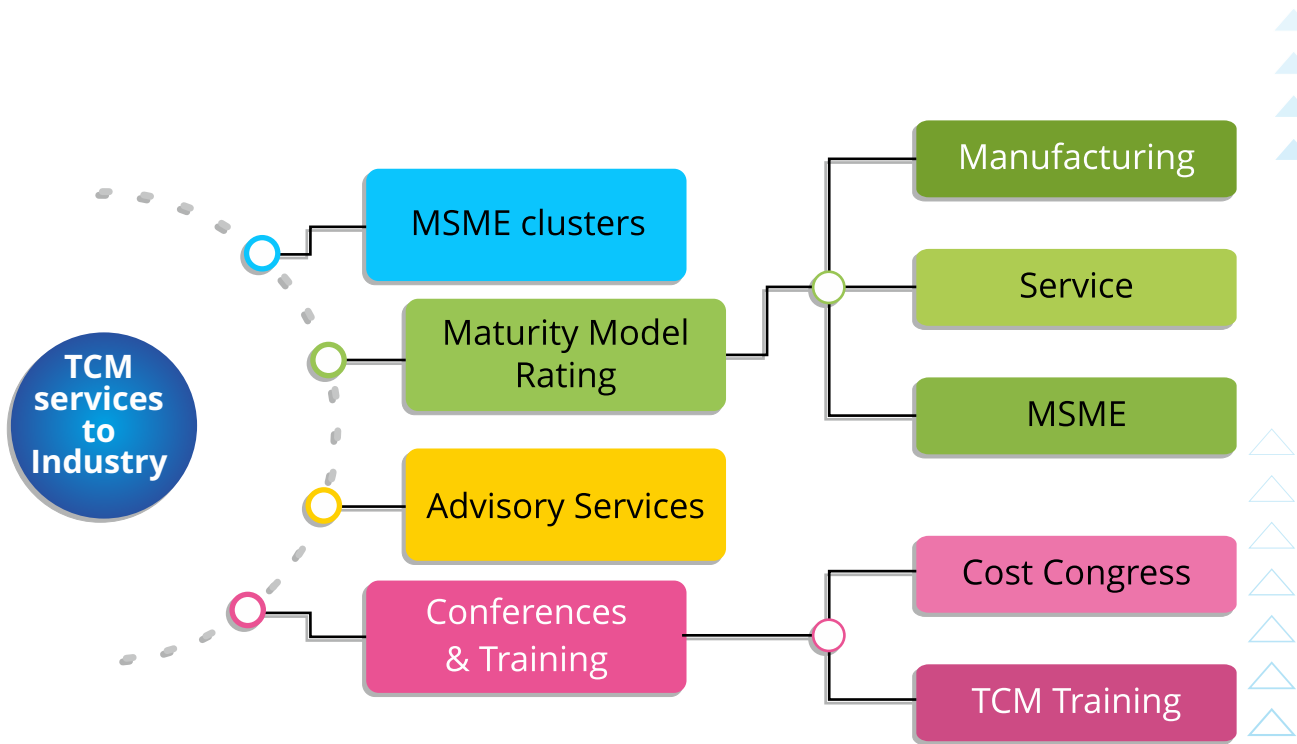 TCM
services
to
Industry
MSME clusters
Maturity Model
Rating
Advisory Services
Conferences
& Training
Manufacturing
Service
MSME
Cost Congress
TCM Training